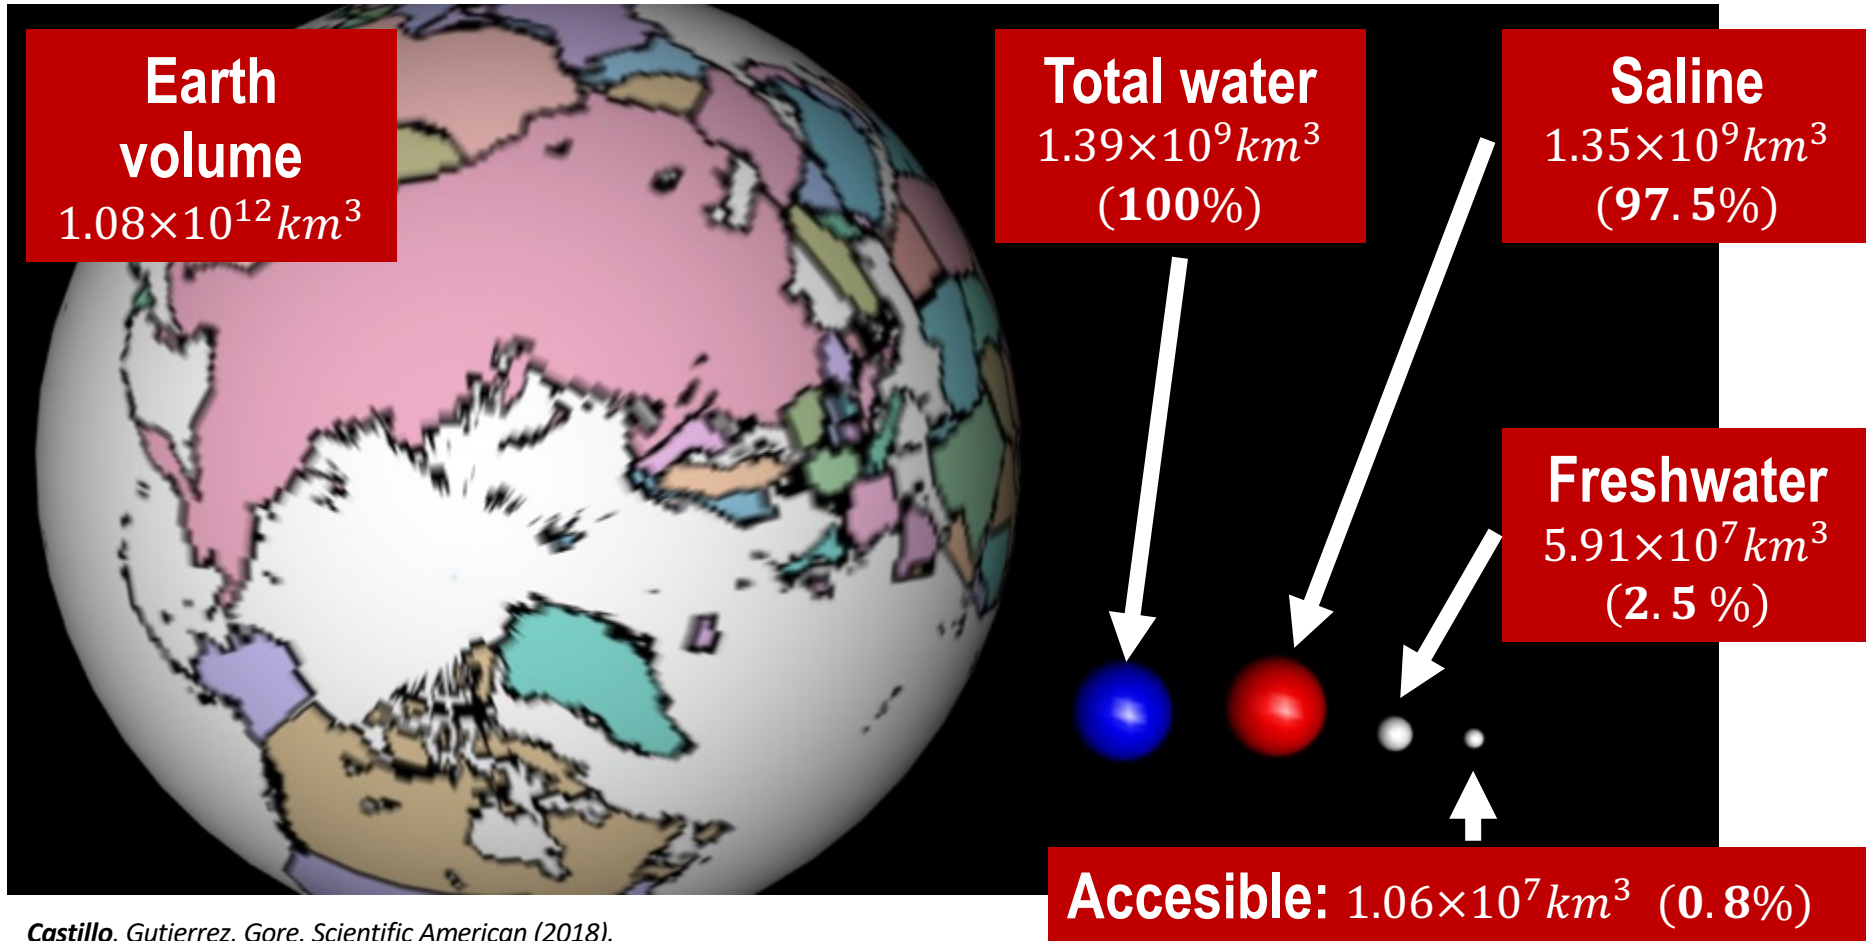 Earth
volume
1.08×10¹²km³
Total water
1.39×10⁹km³
(100%)
Saline
1.35×10⁹km³
(97.5%)
Freshwater
5.91×10⁷km³
(2.5 %)
Accesible: 1.06×10⁷km³ (0.8%)
Castillo, Gutierrez, Gore, Scientific American (2018).